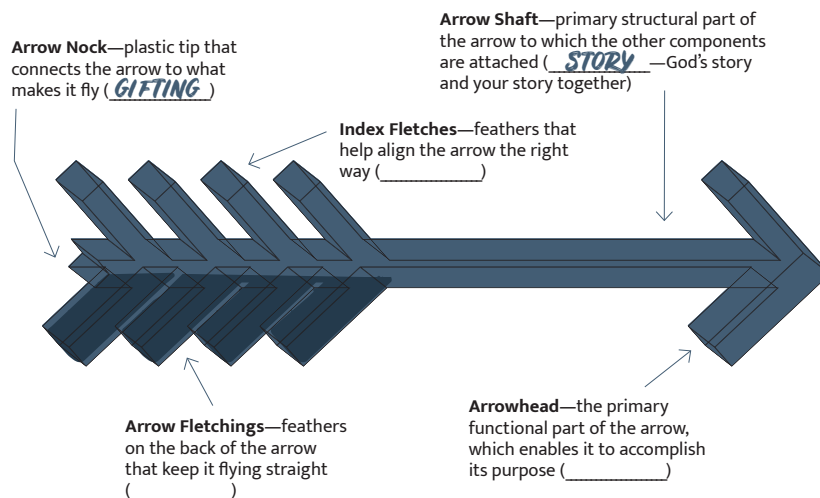 Arrow Nock—plastic tip that
connects the arrow to what
makes it fly (GIFTING)
Arrow Shaft—primary structural part of
the arrow to which the other components
are attached (STORY—God's story
and your story together)
Index Fletches—feathers that
help align the arrow the right
way (__________)
Arrow Fletchings—feathers
on the back of the arrow
that keep it flying straight
(__________)
Arrowhead—the primary
functional part of the arrow,
which enables it to accomplish
its purpose (__________)